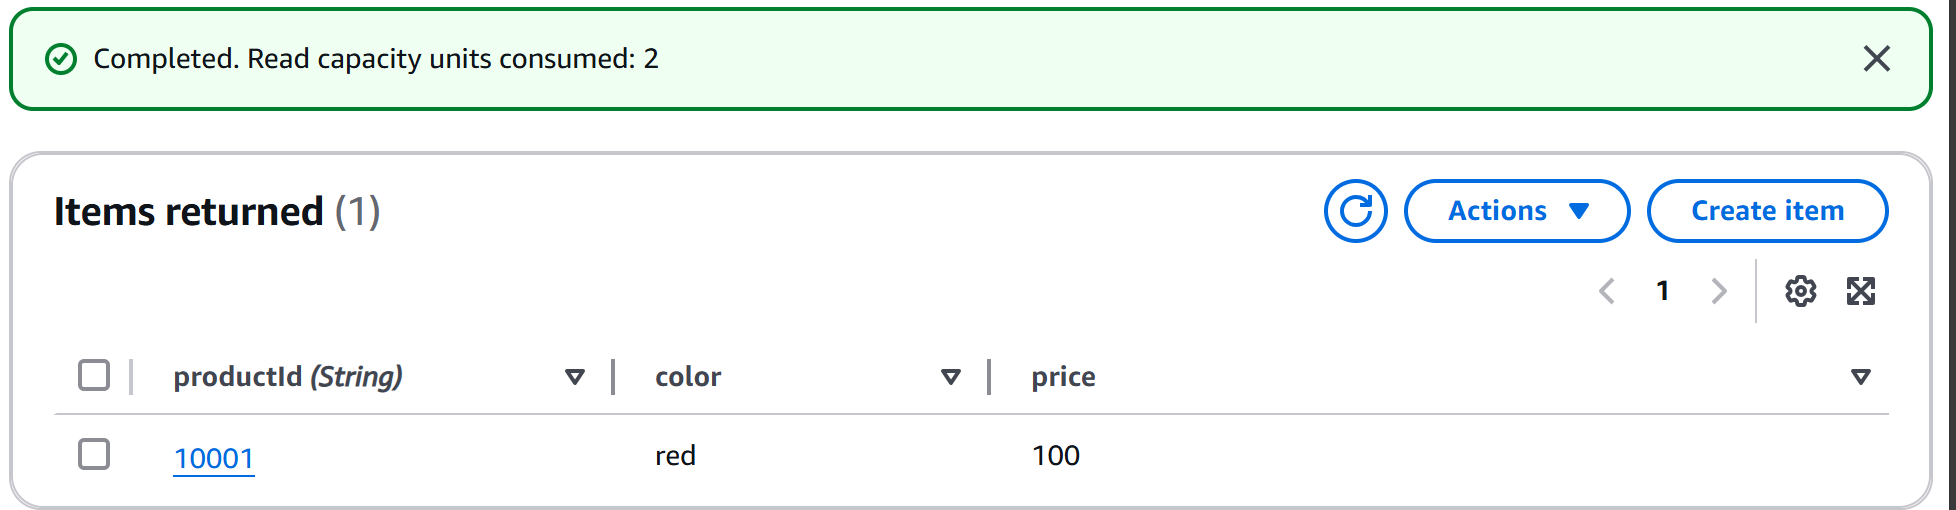 Completed. Read capacity units consumed: 2
Items returned (1)
Actions
Create item
1
productId (String) color price
10001 red 100